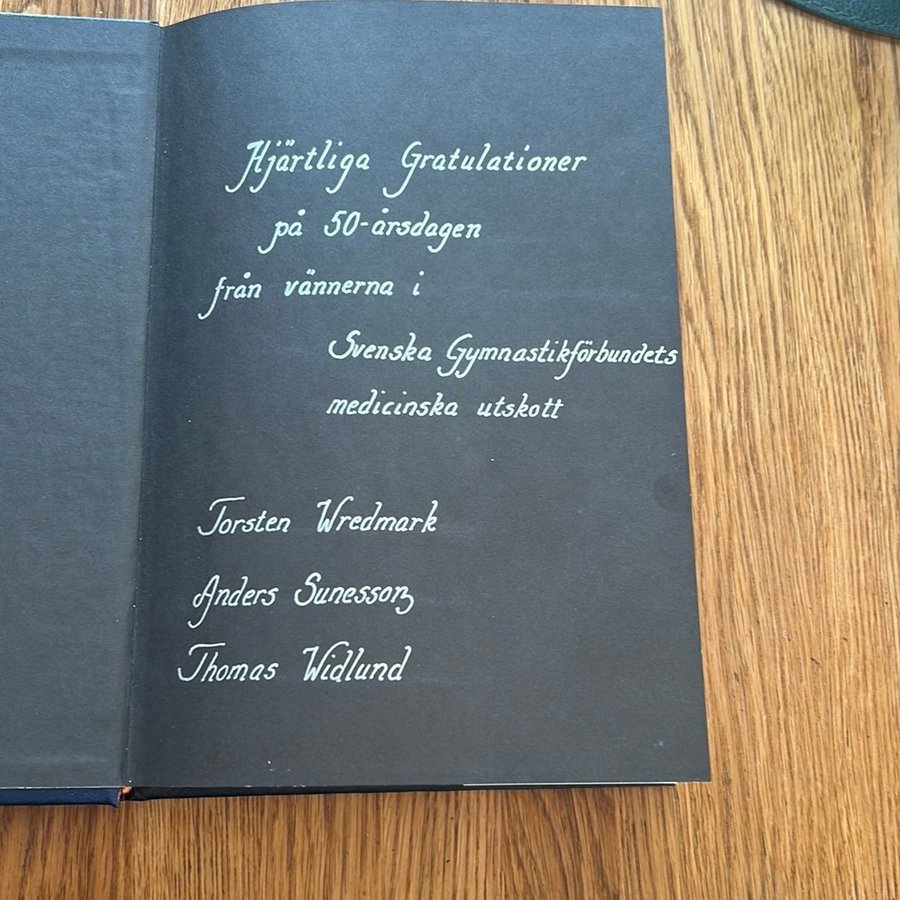 Hjärtliga Gratulationer
på 50-årsdagen
från vännerna i
Svenska Gymnastikförbundets
medicinska utskott
Torsten Wredmark
Anders Sunesson
Thomas Widlund